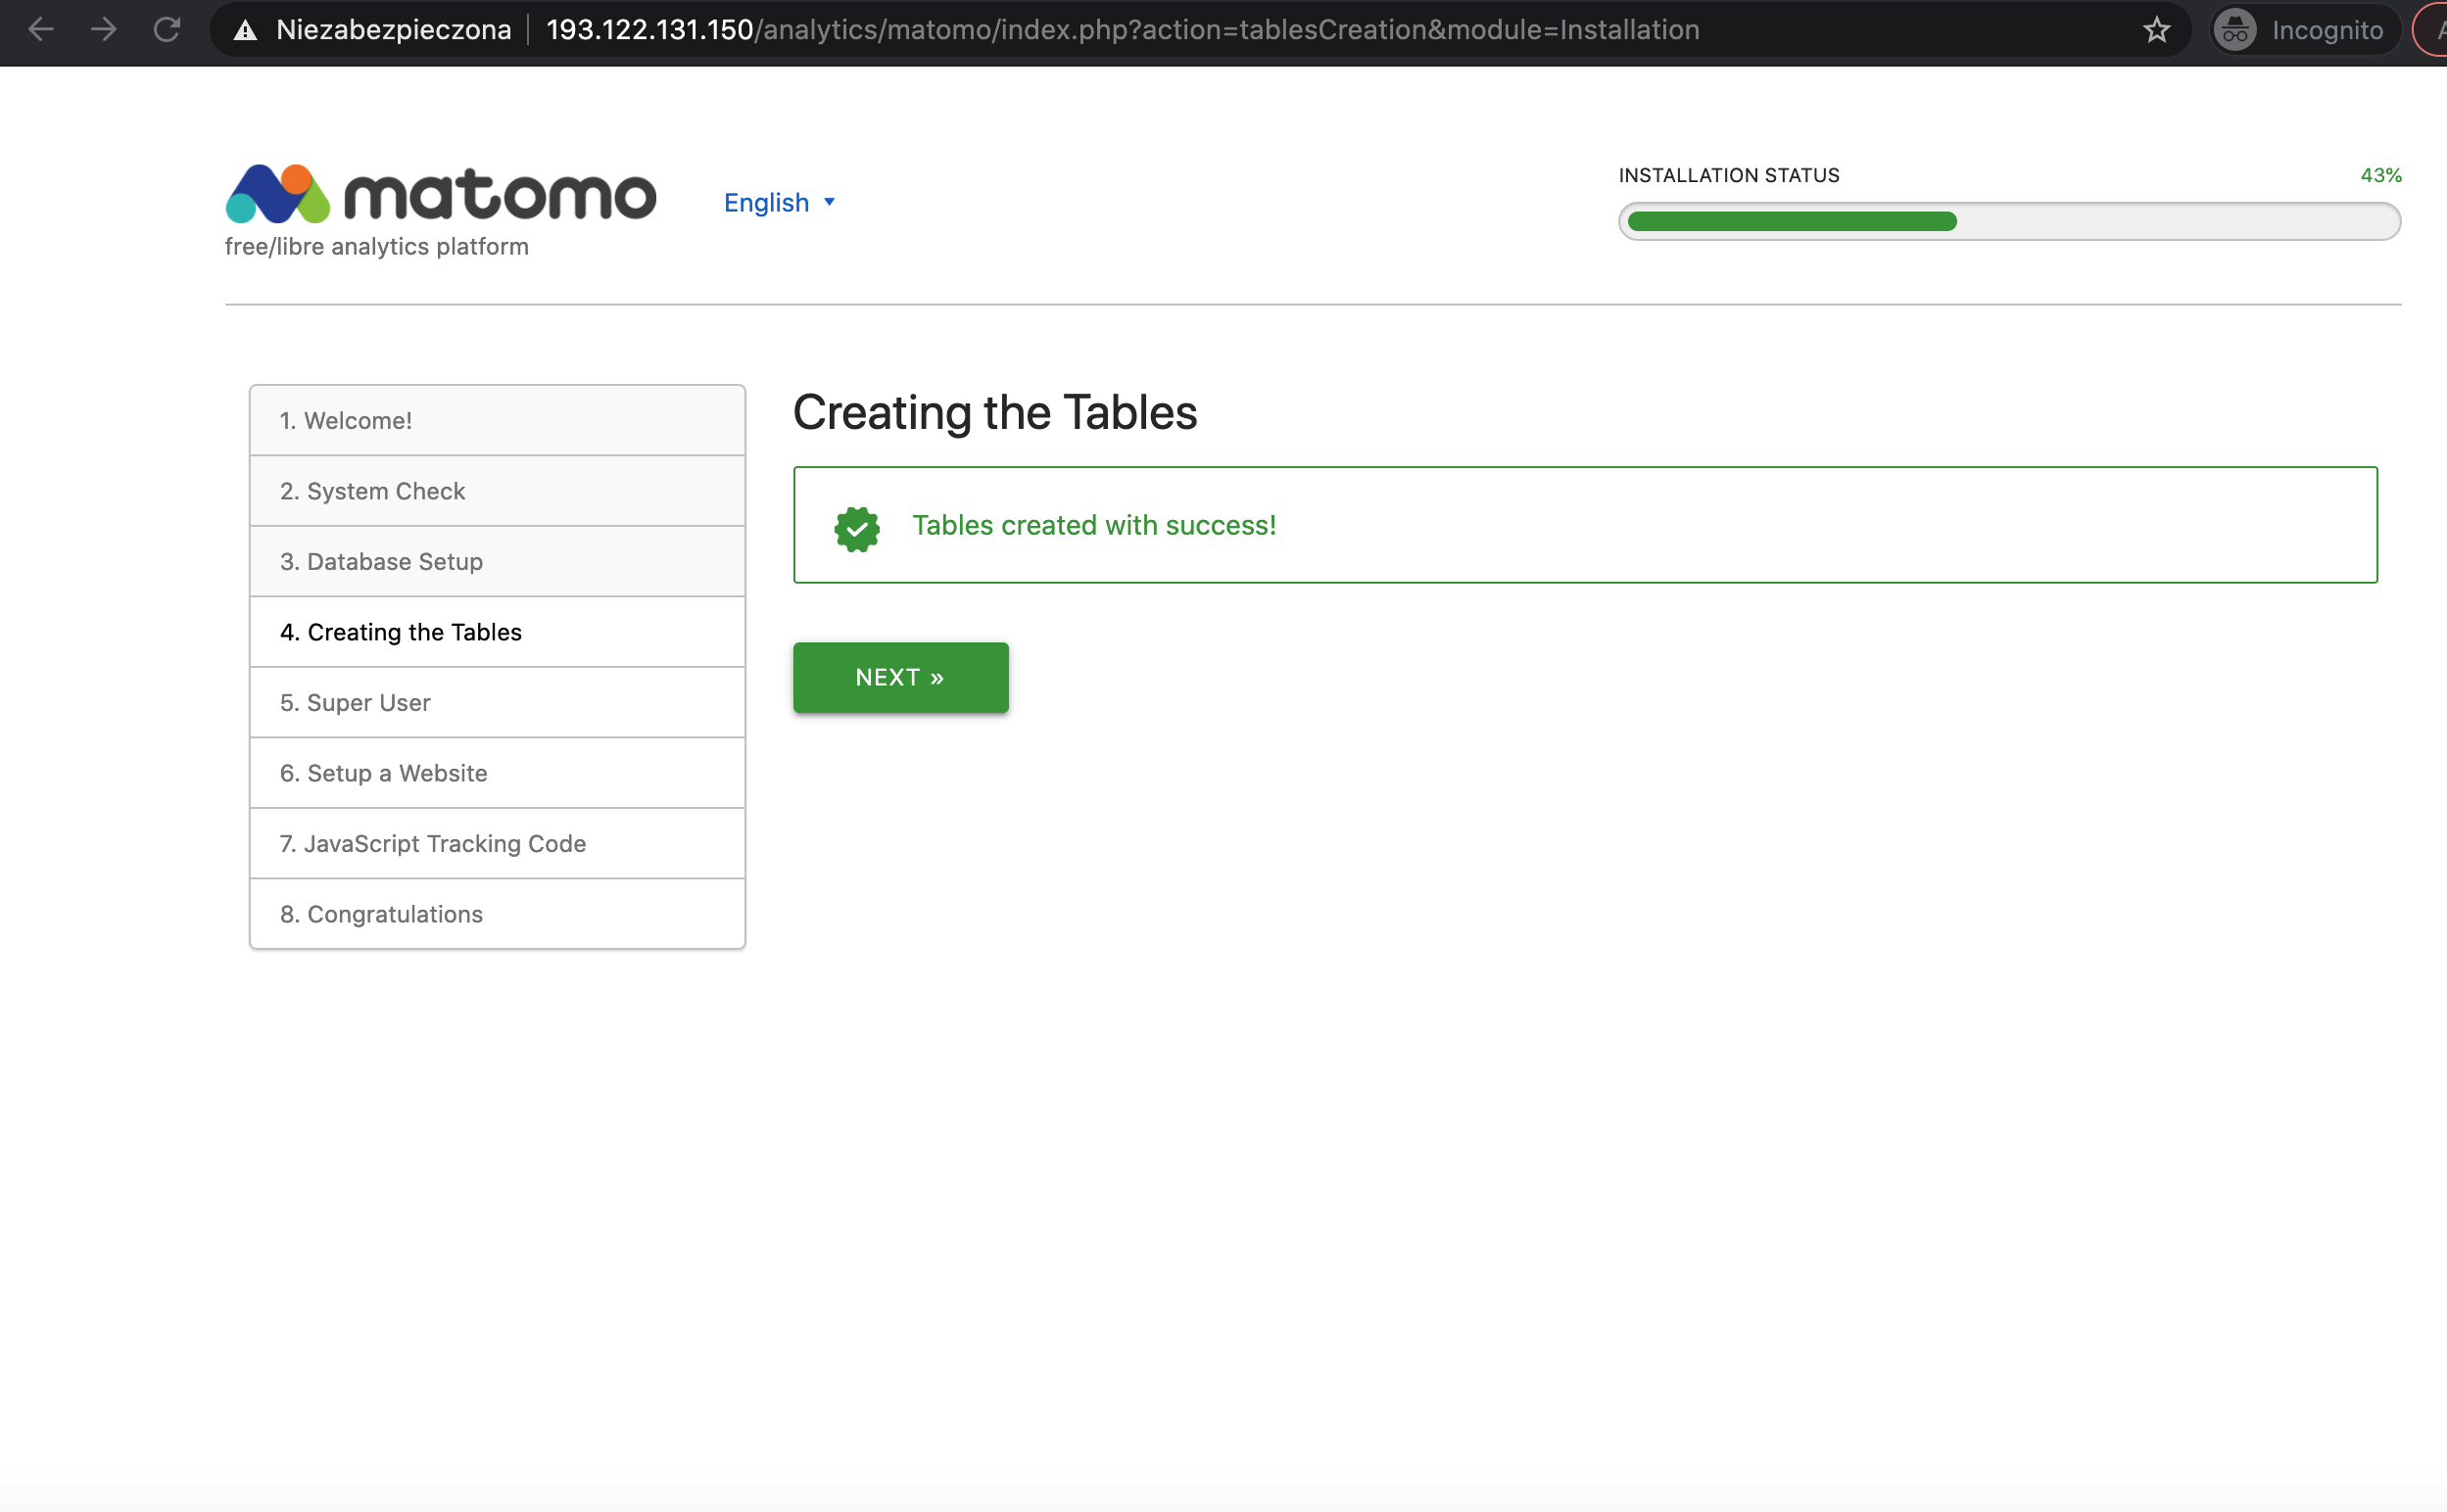 Niezabezpieczona
193.122.131.150/analytics/matomo/index.php?action=tablesCreation&module=Installation
Incognito
matomo
free/libre analytics platform
English
INSTALLATION STATUS
43%
1. Welcome!
2. System Check
3. Database Setup
4. Creating the Tables
5. Super User
6. Setup a Website
7. JavaScript Tracking Code
8. Congratulations
Creating the Tables
Tables created with success!
NEXT »